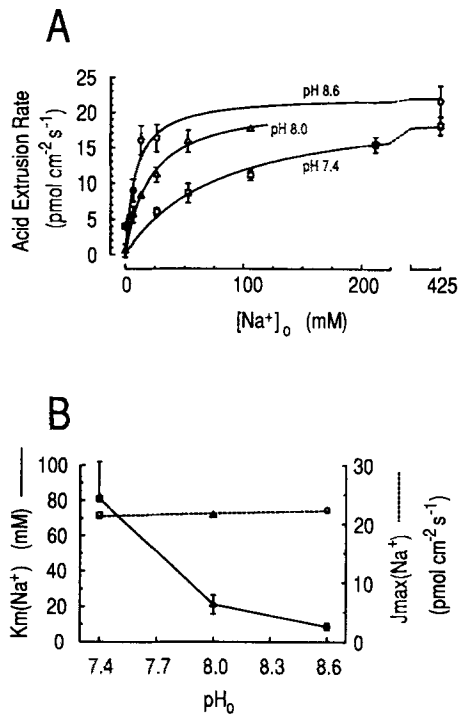 A
Acid Extrusion Rate
(pmol cm-2 s-1)
25
20
15
10
5
0
pH 8.6
pH 8.0
pH 7.4
0
100
200
425
[Na+]o (mM)
B
Km(Na+) (mM)
100
80
60
40
20
0
30
20
10
0
Jmax(Na+)
(pmol cm-2 s-1)
7.4
7.7
8.0
8.3
8.6
pHo